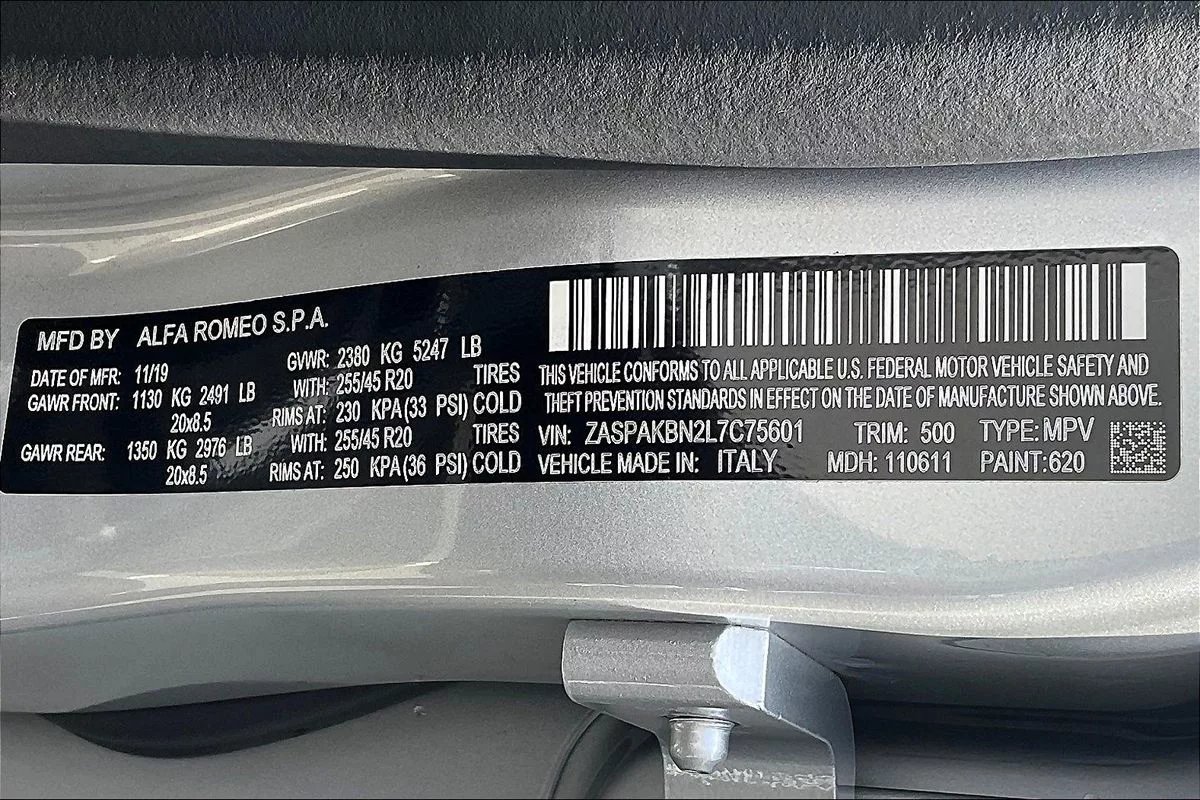 MFD BY ALFA ROMEO S.P.A.
DATE OF MFR: 11/19 GVWR: 2380 KG 5247 LB
GAWR FRONT: 1130 KG 2491 LB WITH: 255/45 R20 TIRES
20x8.5 RIMS AT: 230 KPA(33 PSI) COLD
GAWR REAR: 1350 KG 2976 LB WITH: 255/45 R20 TIRES
20x8.5 RIMS AT: 250 KPA(36 PSI) COLD
THIS VEHICLE CONFORMS TO ALL APPLICABLE U.S. FEDERAL MOTOR VEHICLE SAFETY AND
THEFT PREVENTION STANDARDS IN EFFECT ON THE DATE OF MANUFACTURE SHOWN ABOVE.
VIN: ZASPAKBN2L7C75601 TRIM: 500 TYPE: MPV
VEHICLE MADE IN: ITALY MDH: 110611 PAINT:620